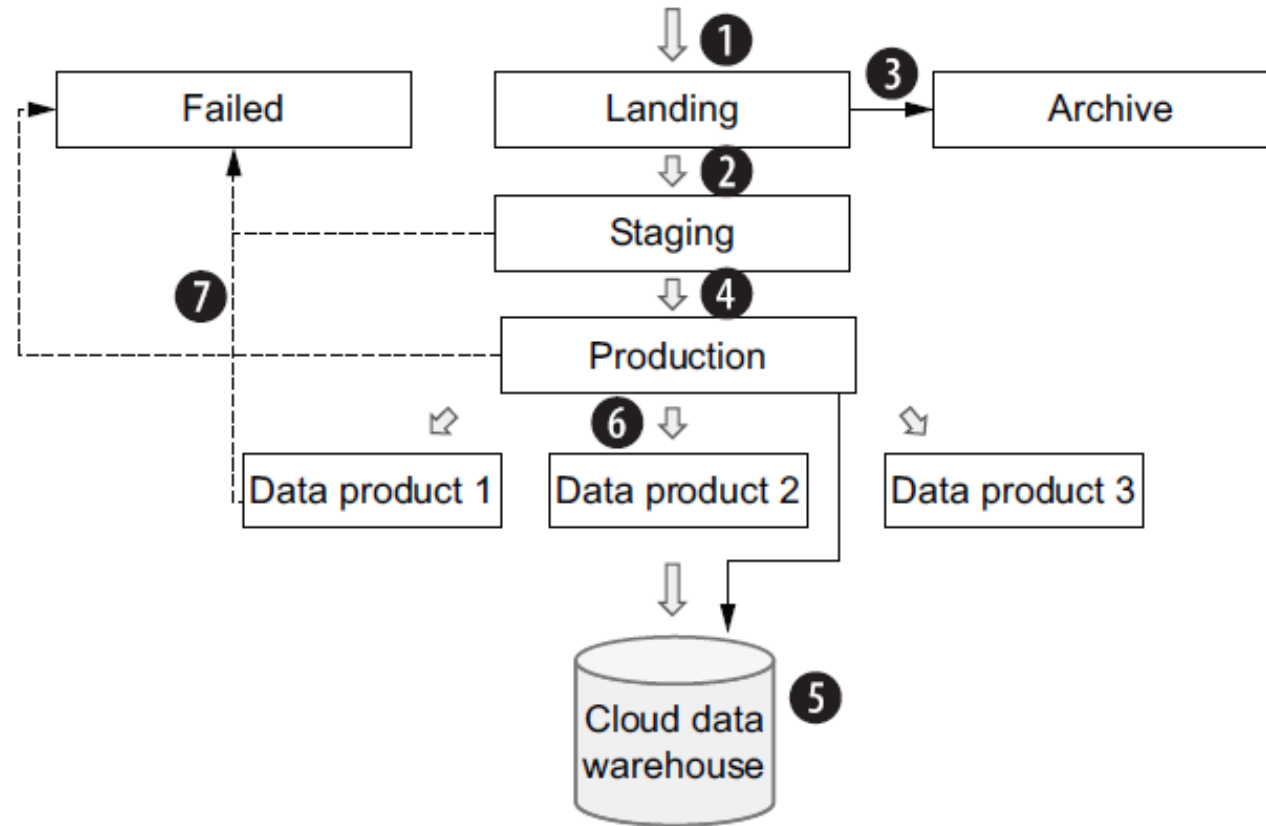 1
Failed
Landing
3
Archive
2
Staging
7
4
Production
6
Data product 1
Data product 2
Data product 3
Cloud data
warehouse
5